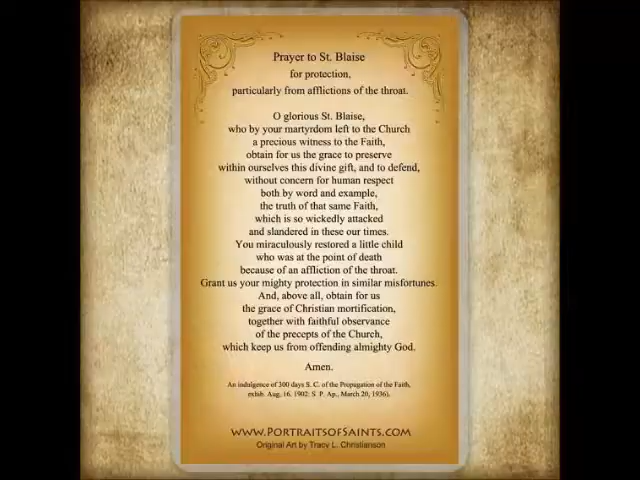 Prayer to St. Blaise
for protection,
particularly from afflictions of the throat.
O glorious St. Blaise,
who by your martyrdom left to the Church
a precious witness to the Faith,
obtain for us the grace to preserve
within ourselves this divine gift, and to defend,
without concern for human respect
both by word and example,
the truth of that same Faith,
which is so wickedly attacked
and slandered in these our times.
You miraculously restored a little child
who was at the point of death
because of an affliction of the throat.
Grant us your mighty protection in similar misfortunes.
And, above all, obtain for us
the grace of Christian mortification,
together with faithful observance
of the precepts of the Church,
which keep us from offending almighty God.
Amen.
An indulgence of 300 days S. C. of the Propagation of the Faith,
exhib. Aug. 16, 1902: S. P. Ap., March 20, 1936).
www.PortraitsofSaints.com
Original Art by Tracy L. Christianson